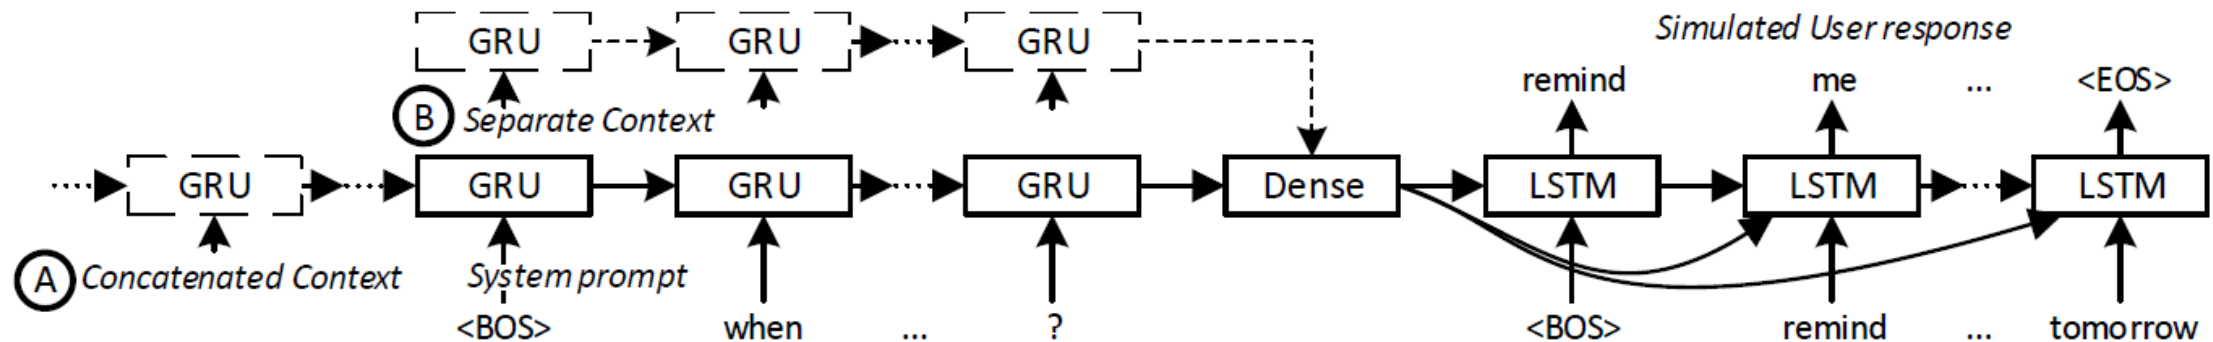 GRU GRU GRU Simulated User response
remind me ... <EOS>
B Separate Context
GRU GRU GRU GRU Dense LSTM LSTM LSTM
A Concatenated Context System prompt
<BOS> when ... ? <BOS> remind ... tomorrow